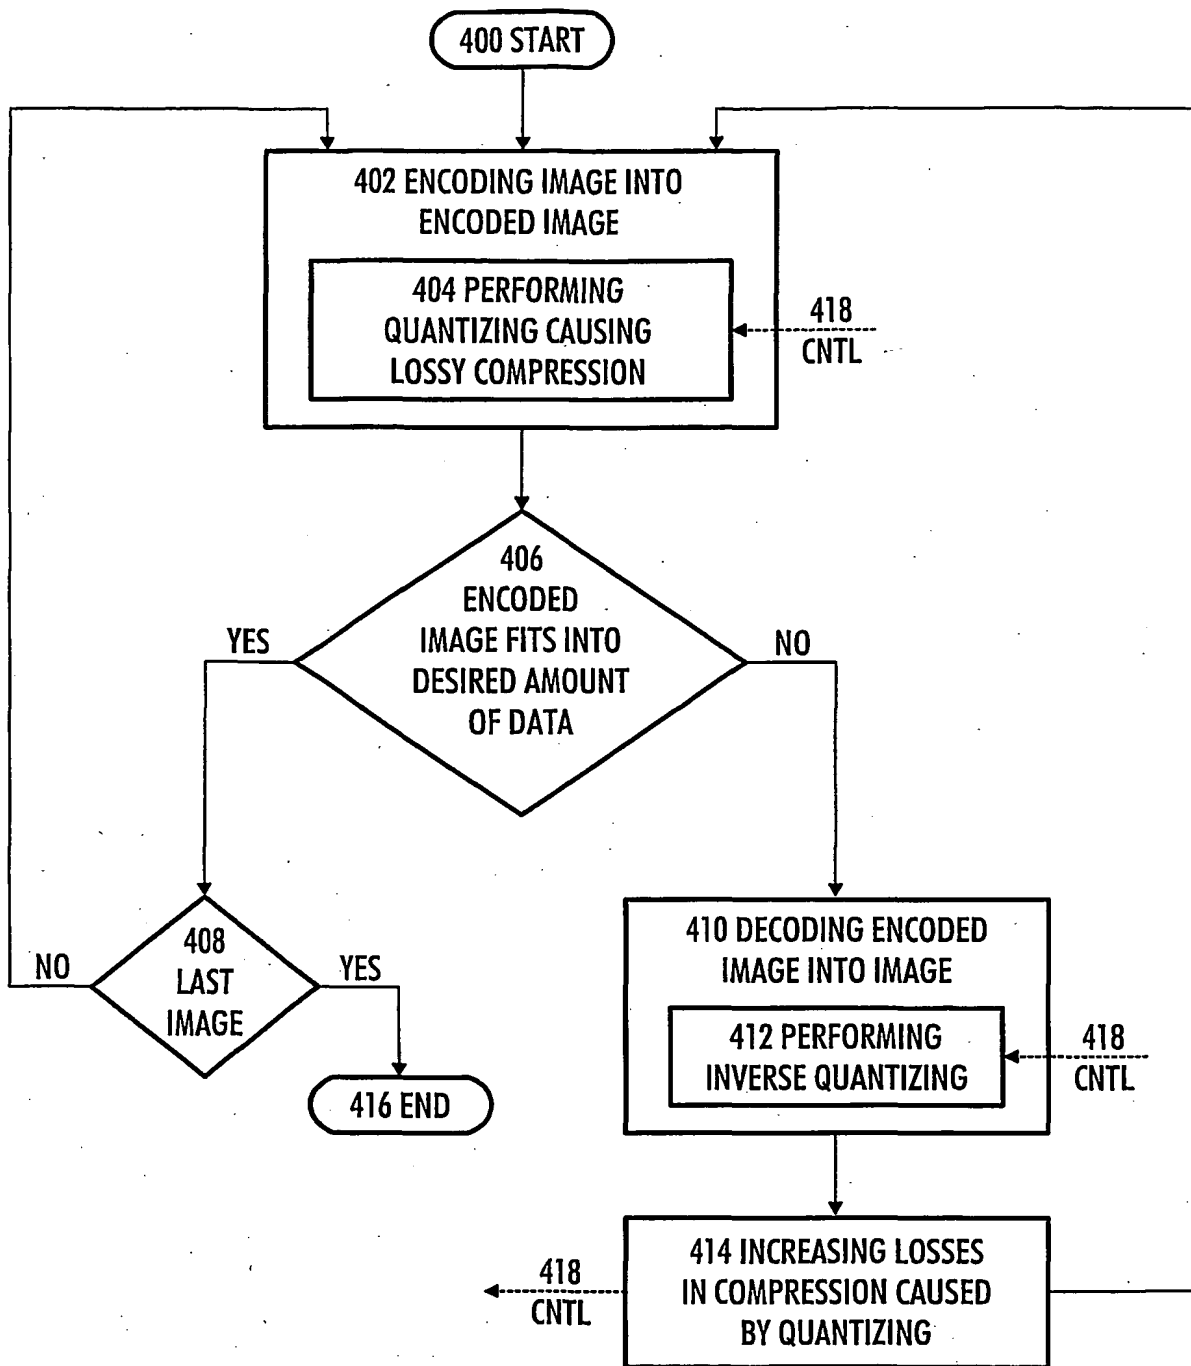 400 START
402 ENCODING IMAGE INTO
ENCODED IMAGE
404 PERFORMING
QUANTIZING CAUSING
LOSSY COMPRESSION
418
CNTL
406
ENCODED
IMAGE FITS INTO
DESIRED AMOUNT
OF DATA
YES
NO
408
LAST
IMAGE
NO
YES
416 END
410 DECODING ENCODED
IMAGE INTO IMAGE
412 PERFORMING
INVERSE QUANTIZING
418
CNTL
414 INCREASING LOSSES
IN COMPRESSION CAUSED
BY QUANTIZING
418
CNTL